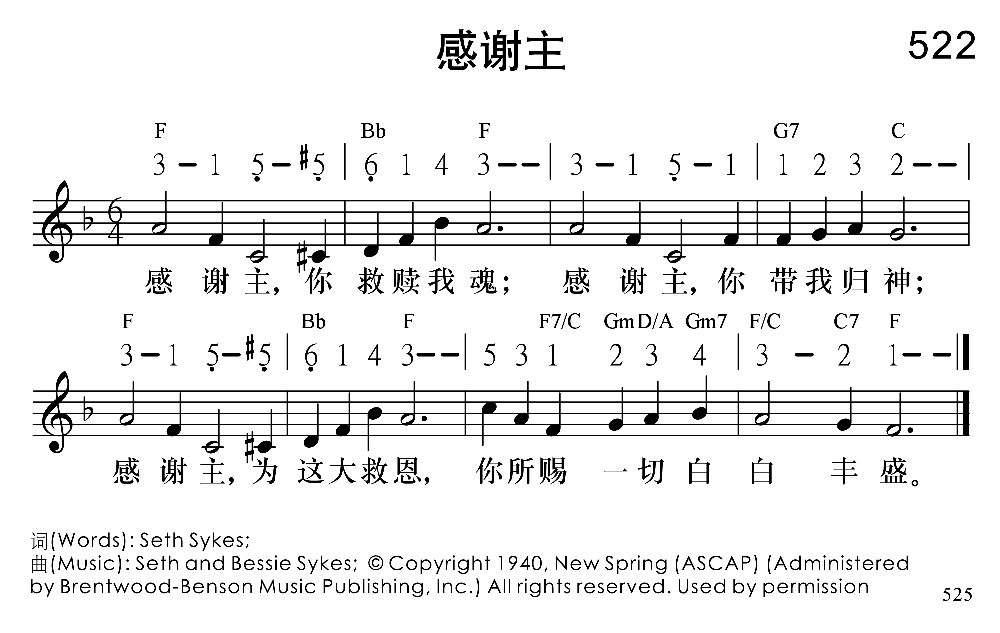 感谢主 522
F Bb F G7 C
3 - 1 5 - #5 | 6 1 4 3 - - | 3 - 1 5 - 1 | 1 2 3 2 - - |
6
4
感 谢 主, 你 救 赎 我 魂; 感 谢 主, 你 带 我 归 神;
F Bb F F7/C Gm D/A Gm7 F/C C7 F
3 - 1 5 - #5 | 6 1 4 3 - - | 5 3 1 2 3 4 | 3 - 2 1 - - |
感 谢 主, 为 这 大 救 恩, 你 所 赐 一 切 白 白 丰 盛。
词(Words): Seth Sykes;
曲(Music): Seth and Bessie Sykes; © Copyright 1940, New Spring (ASCAP) (Administered
by Brentwood-Benson Music Publishing, Inc.) All rights reserved. Used by permission
525